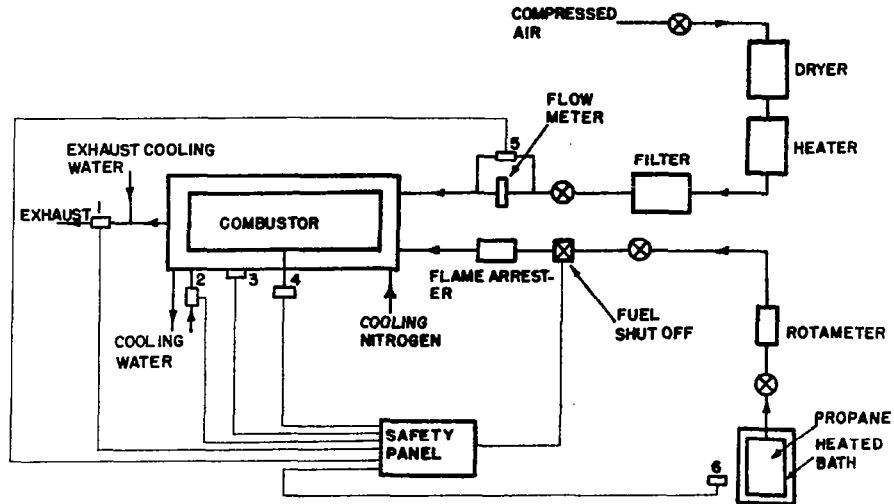 COMPRESSED
AIR
DRYER
HEATER
FLOW
METER
5
FILTER
EXHAUST COOLING
WATER
EXHAUST
1
COMBUSTOR
2
3
4
COOLING
WATER
COOLING
NITROGEN
FLAME ARREST-
ER
FUEL
SHUT OFF
ROTAMETER
SAFETY
PANEL
6
PROPANE
HEATED
BATH